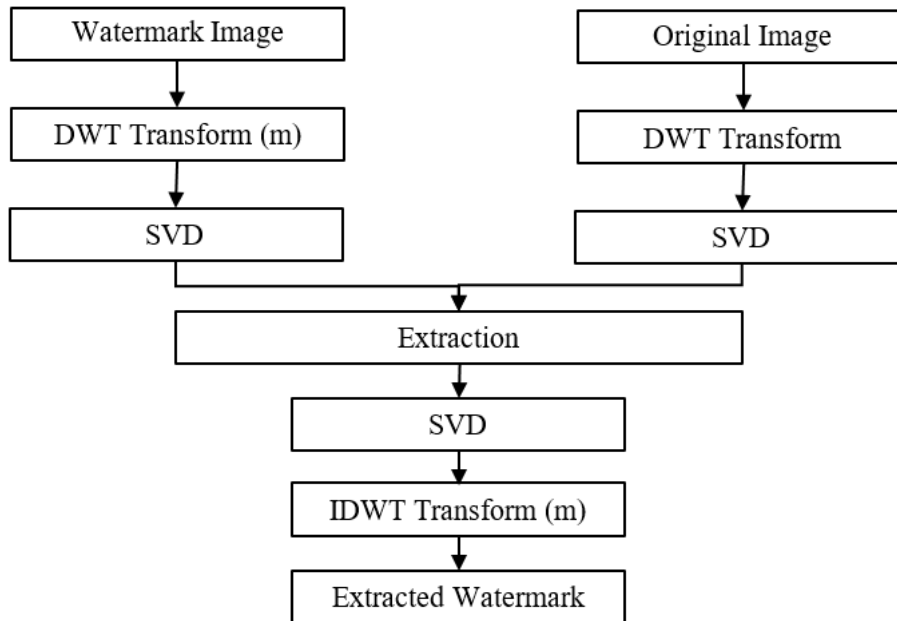 Watermark Image
Original Image
DWT Transform (m)
DWT Transform
SVD
SVD
Extraction
SVD
IDWT Transform (m)
Extracted Watermark